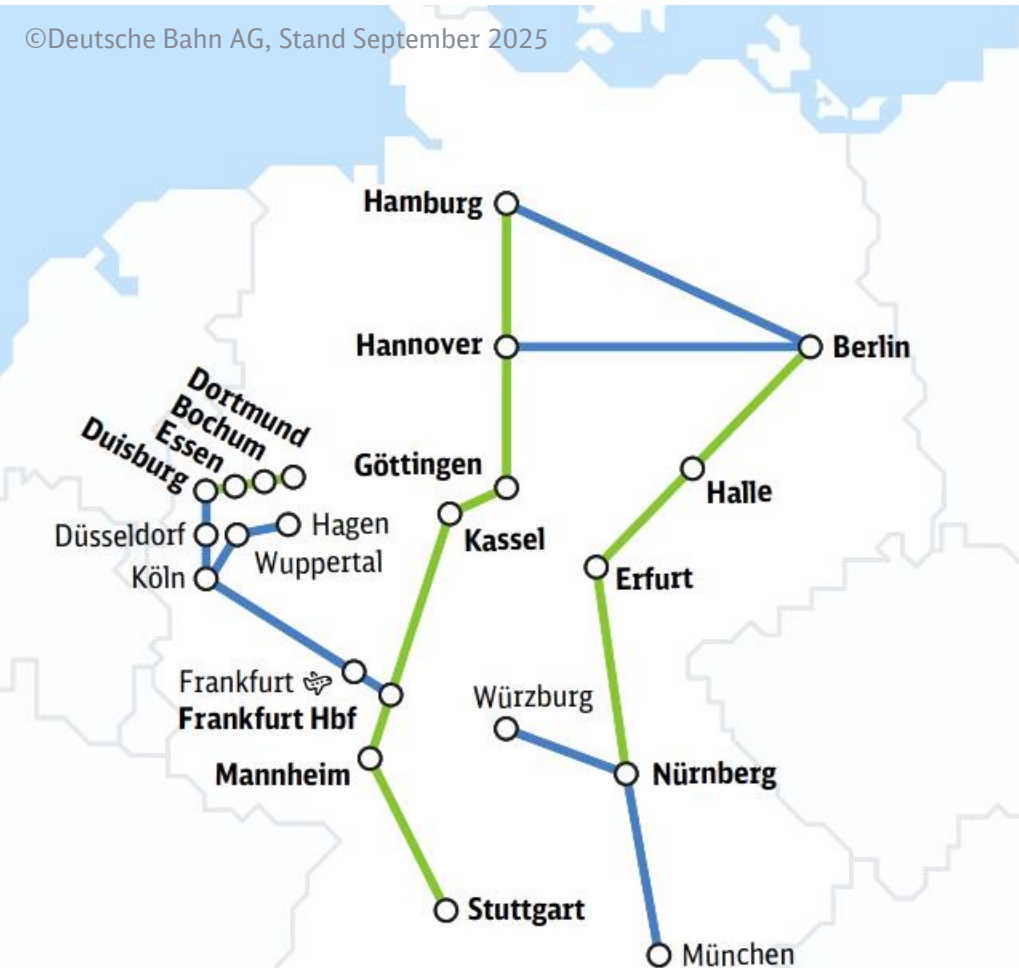 ©Deutsche Bahn AG, Stand September 2025
Hamburg
Hannover
Berlin
Dortmund
Bochum
Essen
Duisburg
Göttingen
Halle
Düsseldorf
Hagen
Kassel
Wuppertal
Köln
Erfurt
Frankfurt
Frankfurt Hbf
Würzburg
Mannheim
Nürnberg
Stuttgart
München